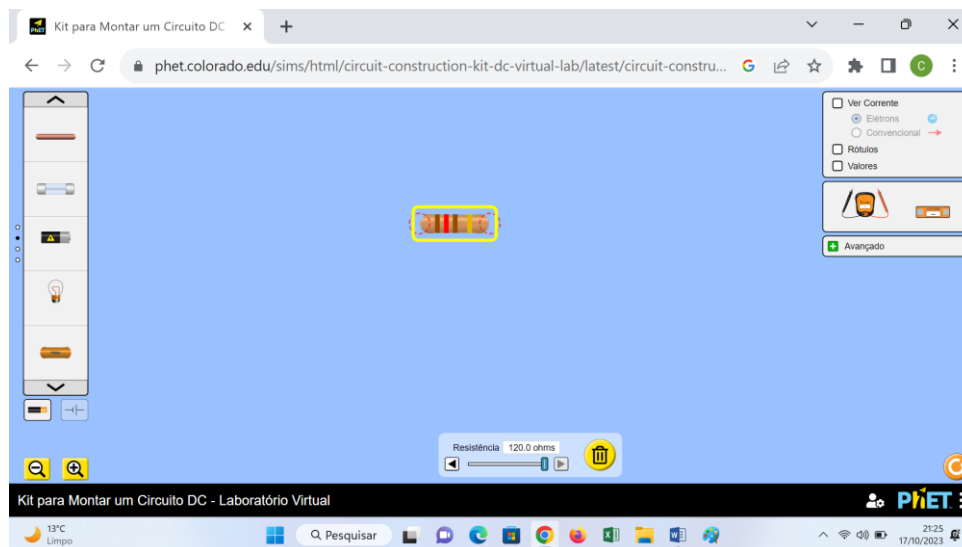 PhET
Kit para Montar um Circuito DC
phet.colorado.edu/sims/html/circuit-construction-kit-dc-virtual-lab/latest/circuit-constru...
G
C
Ver Corrente
Elétrons
Convencional
Rótulos
Valores
Avançado
Resistência 120.0 ohms
Kit para Montar um Circuito DC - Laboratório Virtual
PhET
13°C
Limpo
Pesquisar
21:25
17/10/2023